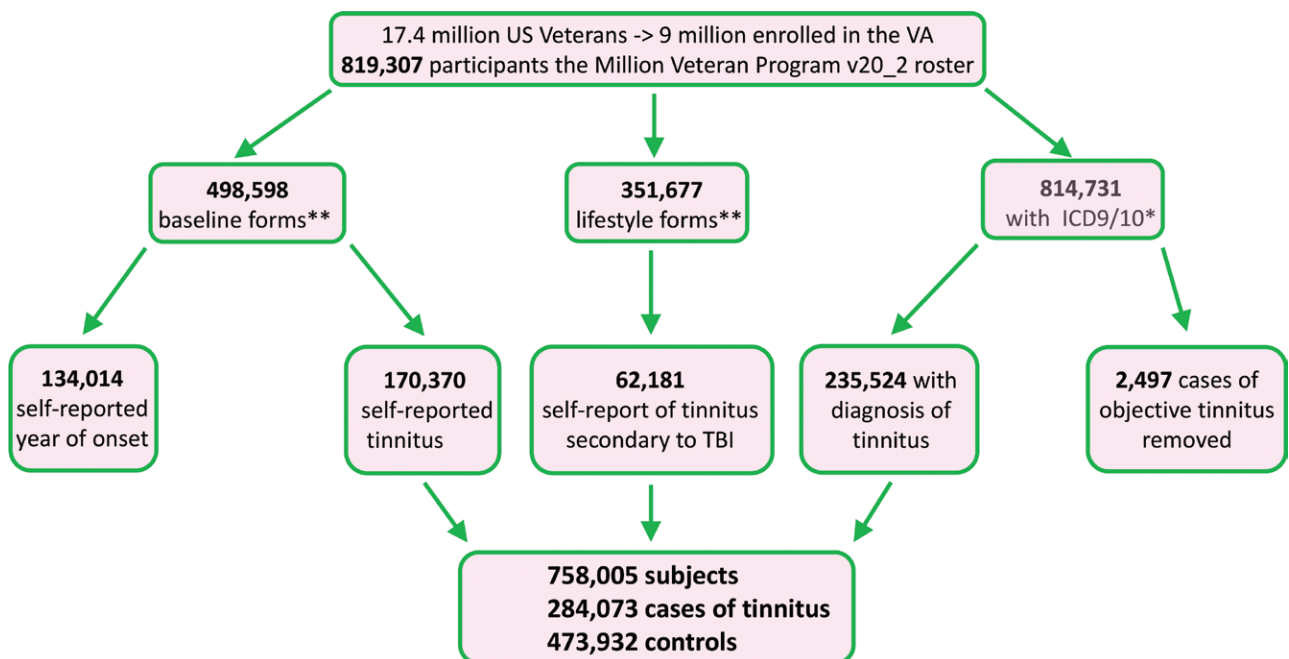 17.4 million US Veterans -> 9 million enrolled in the VA
819,307 participants the Million Veteran Program v20_2 roster
498,598
baseline forms**
351,677
lifestyle forms**
814,731
with ICD9/10*
134,014
self-reported
year of onset
170,370
self-reported
tinnitus
62,181
self-report of tinnitus
secondary to TBI
235,524 with
diagnosis of
tinnitus
2,497 cases of
objective tinnitus
removed
758,005 subjects
284,073 cases of tinnitus
473,932 controls